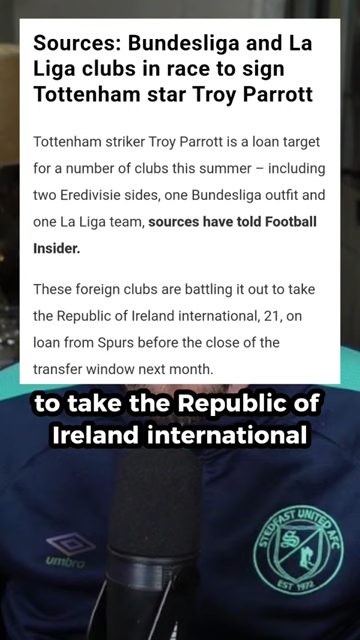 Sources: Bundesliga and La
Liga clubs in race to sign
Tottenham star Troy Parrott
Tottenham striker Troy Parrott is a loan target
for a number of clubs this summer – including
two Eredivisie sides, one Bundesliga outfit and
one La Liga team, sources have told Football
Insider.
These foreign clubs are battling it out to take
the Republic of Ireland international, 21, on
loan from Spurs before the close of the
transfer window next month.
to take the Republic of
Ireland international
umbro
STEDFAST UNITED AFC
EST 1972